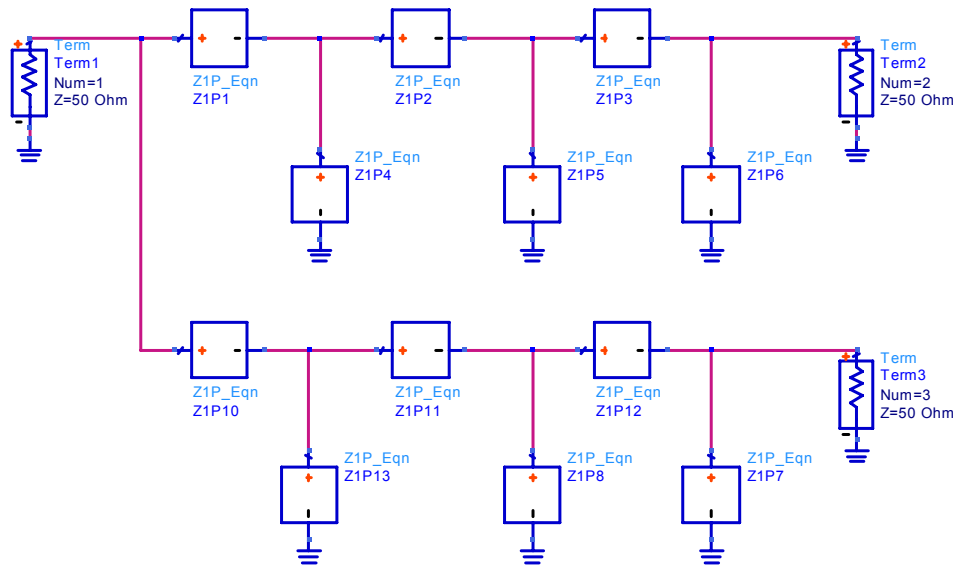 Term
Term1
Num=1
Z=50 Ohm
Z1P_Eqn
Z1P1
Z1P_Eqn
Z1P2
Z1P_Eqn
Z1P3
Term
Term2
Num=2
Z=50 Ohm
Z1P_Eqn
Z1P4
Z1P_Eqn
Z1P5
Z1P_Eqn
Z1P6
Z1P_Eqn
Z1P10
Z1P_Eqn
Z1P11
Z1P_Eqn
Z1P12
Term
Term3
Num=3
Z=50 Ohm
Z1P_Eqn
Z1P13
Z1P_Eqn
Z1P8
Z1P_Eqn
Z1P7